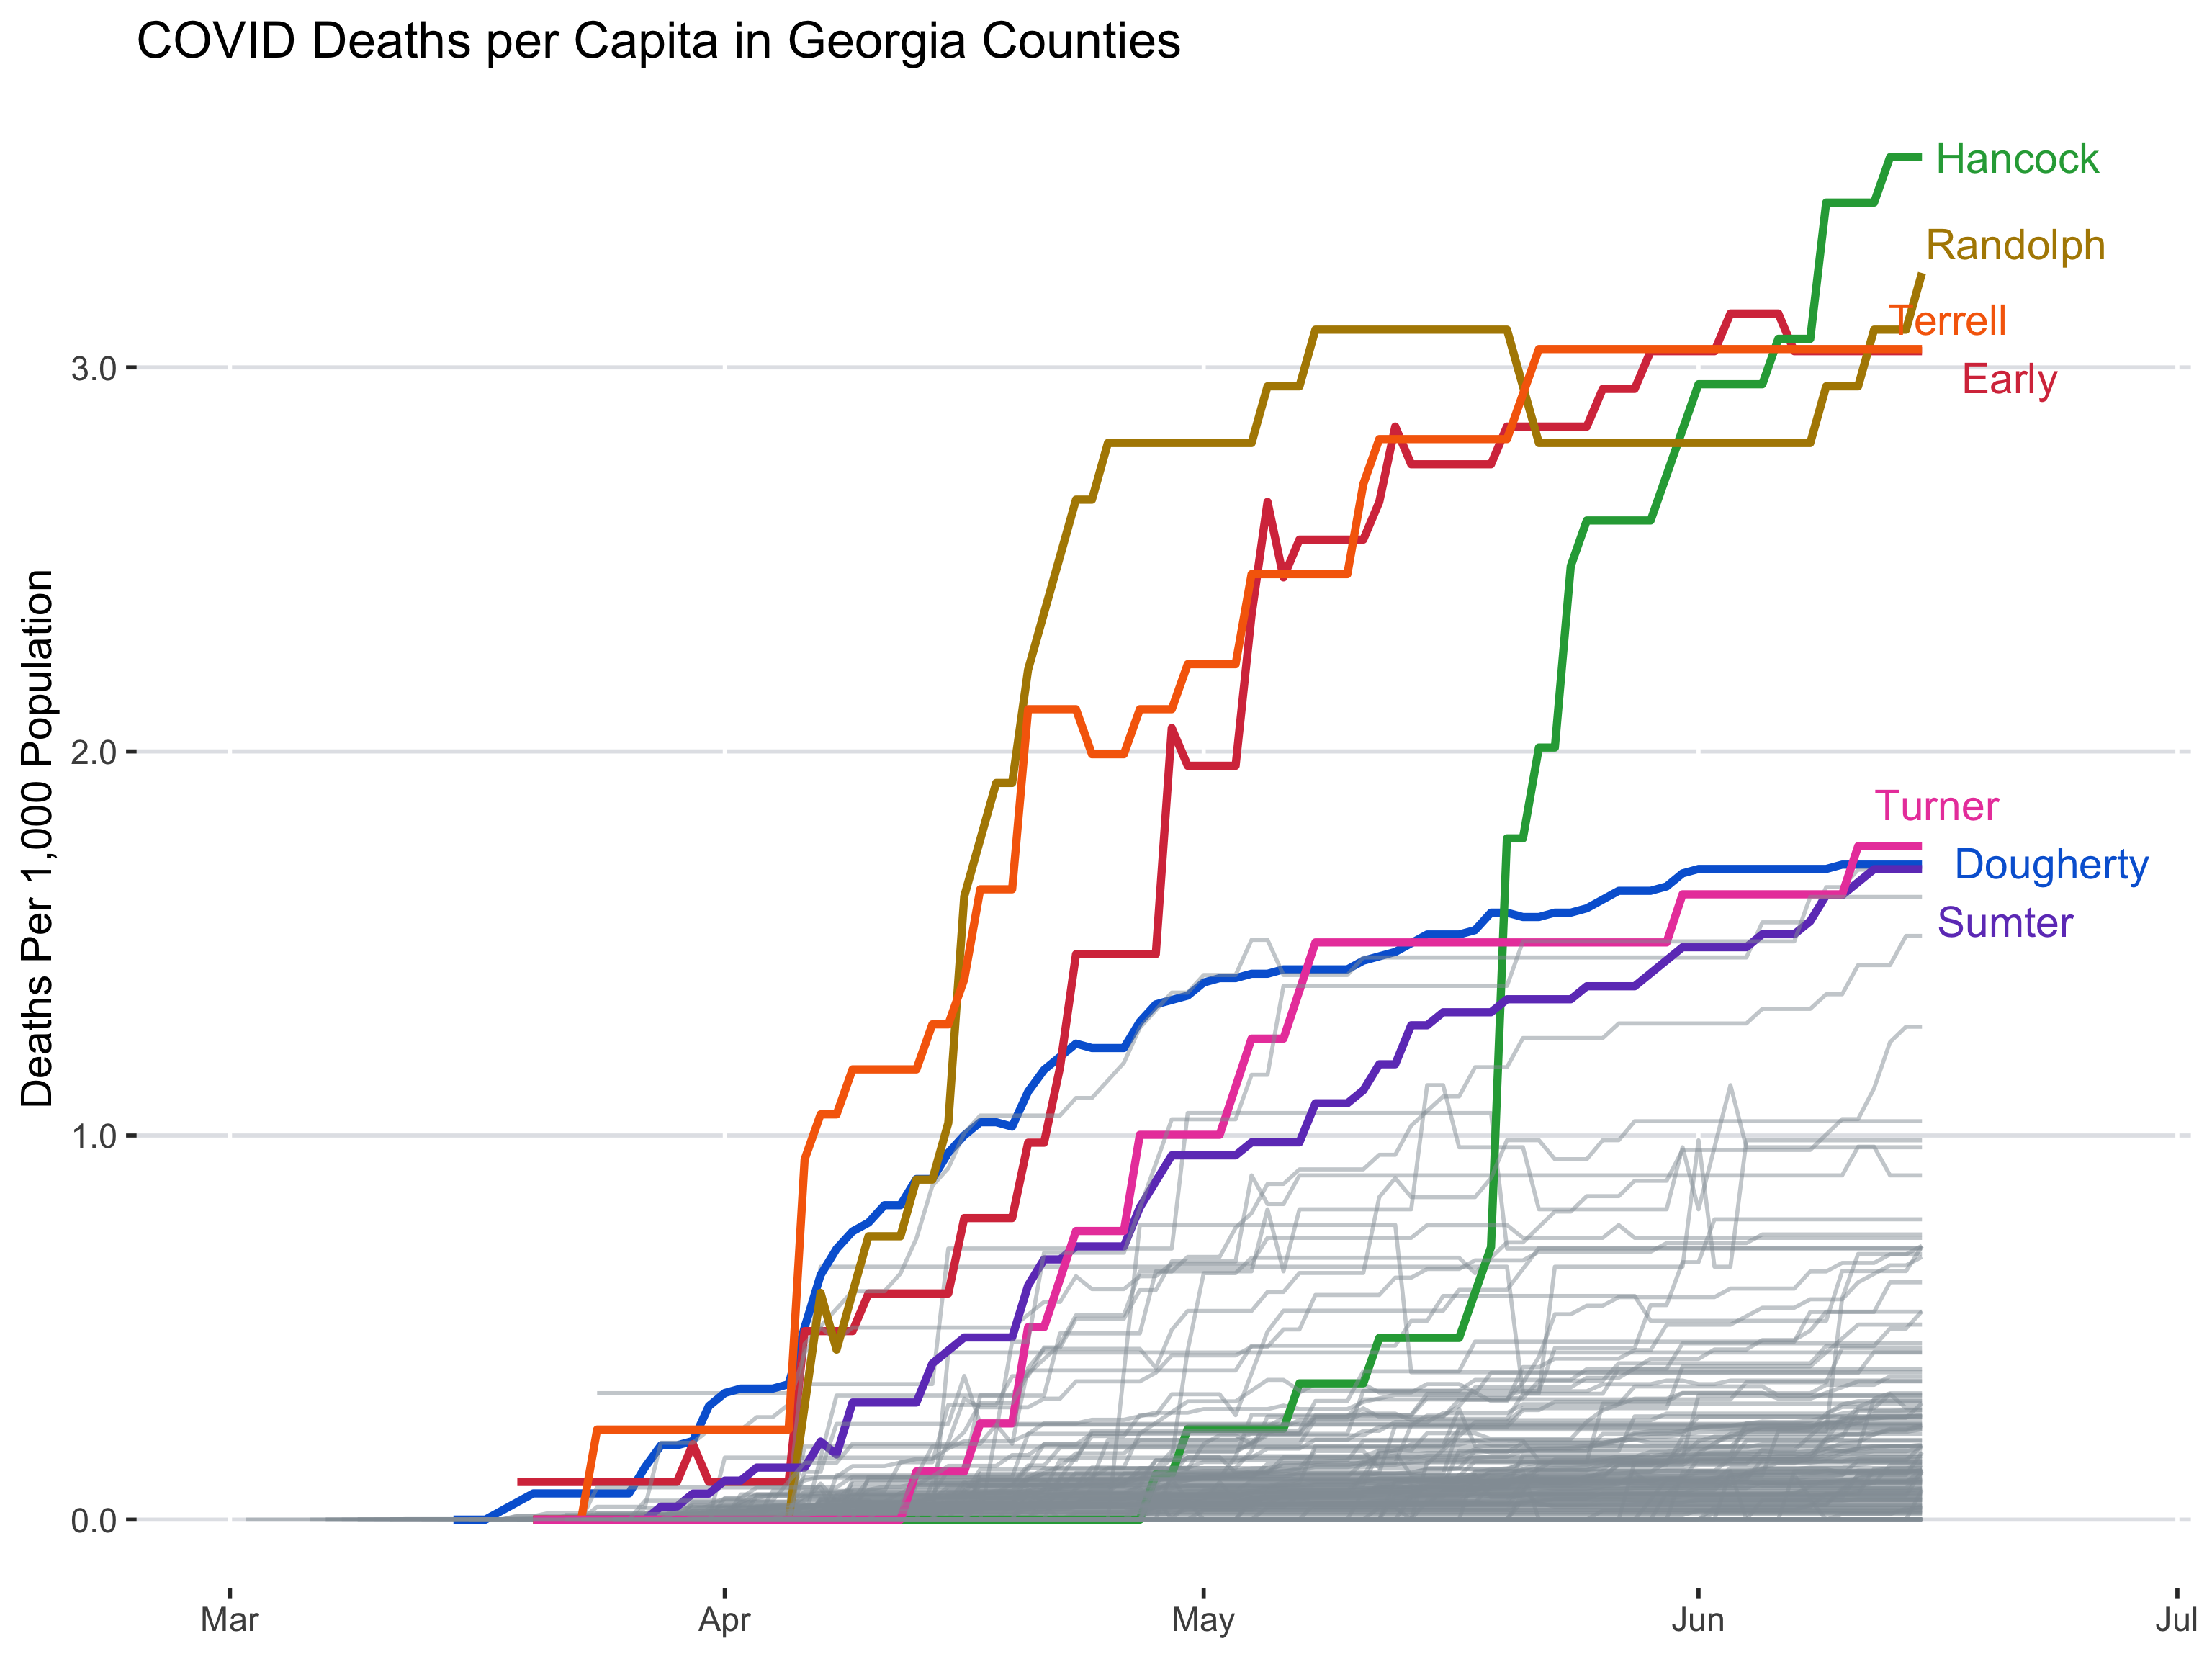 COVID Deaths per Capita in Georgia Counties
Hancock
Randolph
Terrell
Early
Turner
Dougherty
Sumter
Deaths Per 1,000 Population
3.0
2.0
1.0
0.0
Mar
Apr
May
Jun
Jul